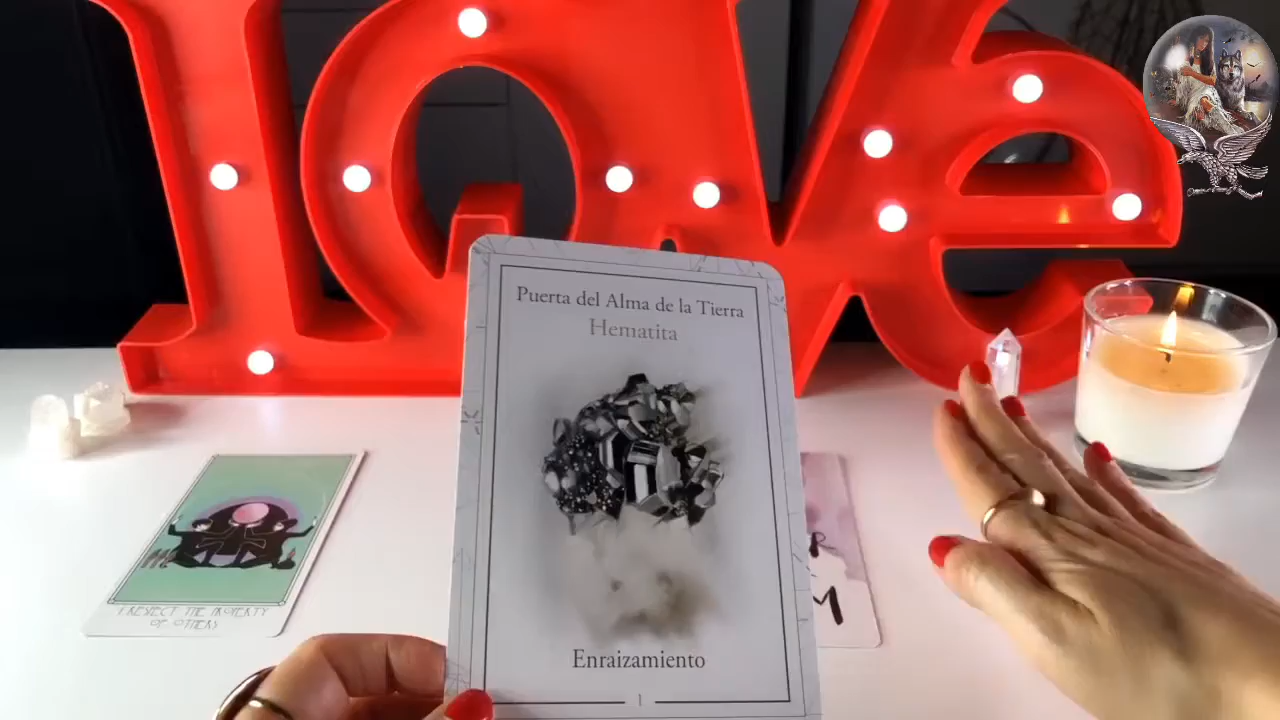 LOVe
Puerta del Alma de la Tierra
Hematita
Enraizamiento
1
I RESPECT THE PROPERTY
OF OTHERS